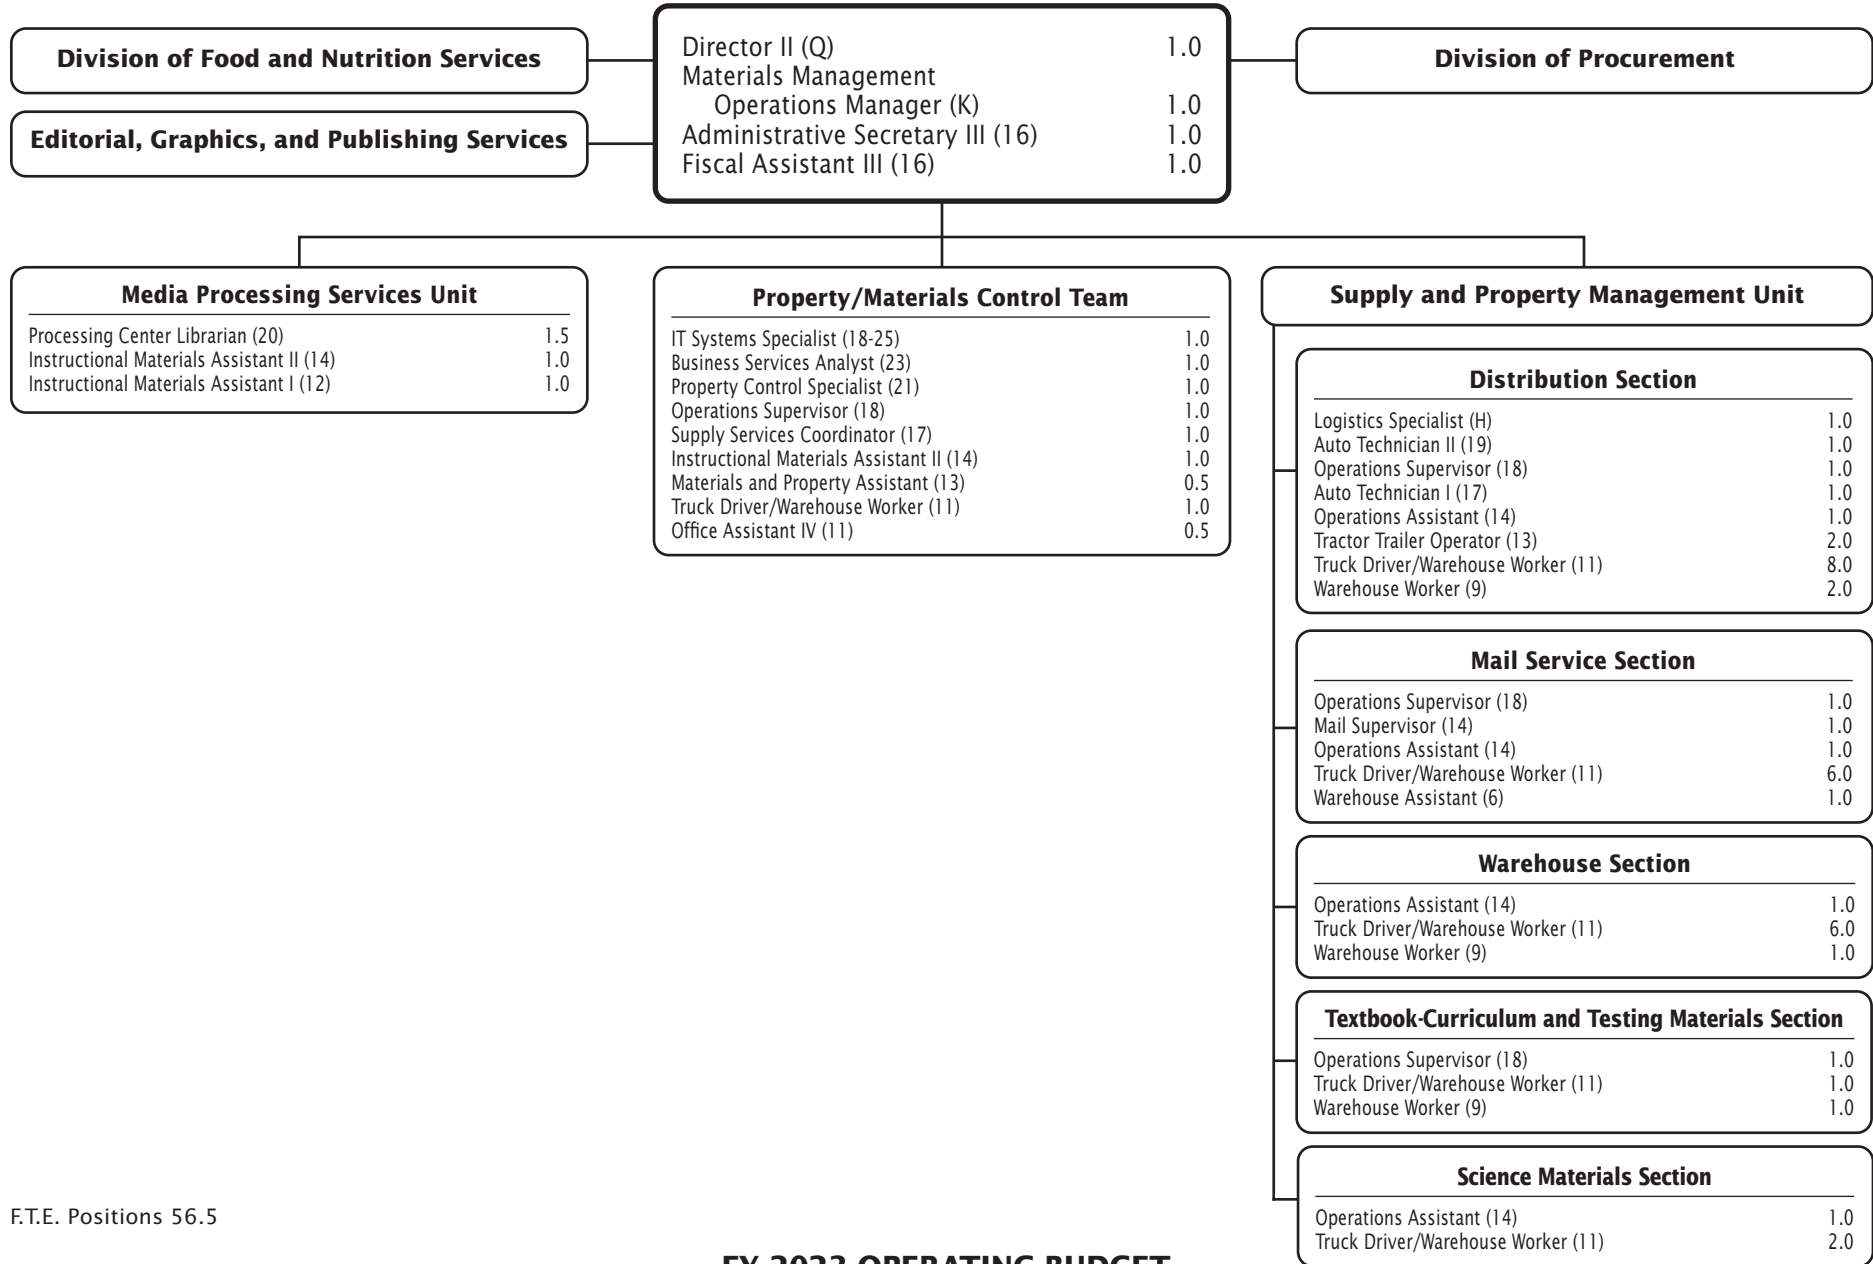 Division of Food and Nutrition Services
Editorial, Graphics, and Publishing Services
Director II (Q) 1.0
Materials Management
Operations Manager (K) 1.0
Administrative Secretary III (16) 1.0
Fiscal Assistant III (16) 1.0
Division of Procurement
Media Processing Services Unit
Processing Center Librarian (20) 1.5
Instructional Materials Assistant II (14) 1.0
Instructional Materials Assistant I (12) 1.0
Property/Materials Control Team
IT Systems Specialist (18-25) 1.0
Business Services Analyst (23) 1.0
Property Control Specialist (21) 1.0
Operations Supervisor (18) 1.0
Supply Services Coordinator (17) 1.0
Instructional Materials Assistant II (14) 1.0
Materials and Property Assistant (13) 0.5
Truck Driver/Warehouse Worker (11) 1.0
Office Assistant IV (11) 0.5
Supply and Property Management Unit
Distribution Section
Logistics Specialist (H) 1.0
Auto Technician II (19) 1.0
Operations Supervisor (18) 1.0
Auto Technician I (17) 1.0
Operations Assistant (14) 1.0
Tractor Trailer Operator (13) 2.0
Truck Driver/Warehouse Worker (11) 8.0
Warehouse Worker (9) 2.0
Mail Service Section
Operations Supervisor (18) 1.0
Mail Supervisor (14) 1.0
Operations Assistant (14) 1.0
Truck Driver/Warehouse Worker (11) 6.0
Warehouse Assistant (6) 1.0
Warehouse Section
Operations Assistant (14) 1.0
Truck Driver/Warehouse Worker (11) 6.0
Warehouse Worker (9) 1.0
Textbook-Curriculum and Testing Materials Section
Operations Supervisor (18) 1.0
Truck Driver/Warehouse Worker (11) 1.0
Warehouse Worker (9) 1.0
Science Materials Section
Operations Assistant (14) 1.0
Truck Driver/Warehouse Worker (11) 2.0
F.T.E. Positions 56.5
FY 2023 OPERATING BUDGET